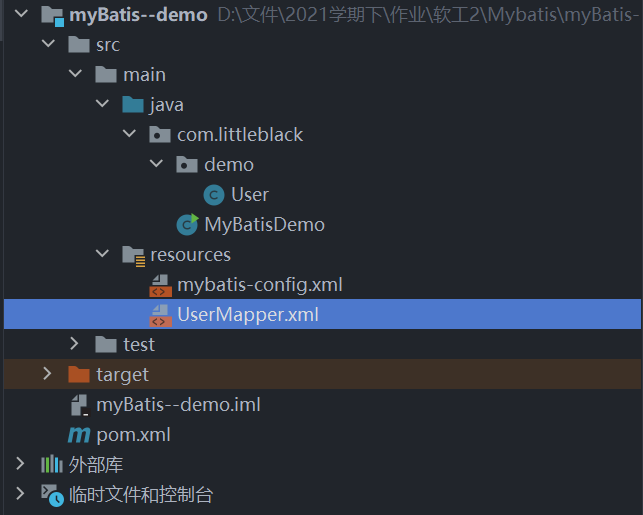 myBatis--demo D:\文件\2021学期下\作业\软工2\Mybatis\myBatis-
src
main
java
com.littleblack
demo
User
MyBatisDemo
resources
mybatis-config.xml
UserMapper.xml
test
target
myBatis--demo.iml
pom.xml
外部库
临时文件和控制台